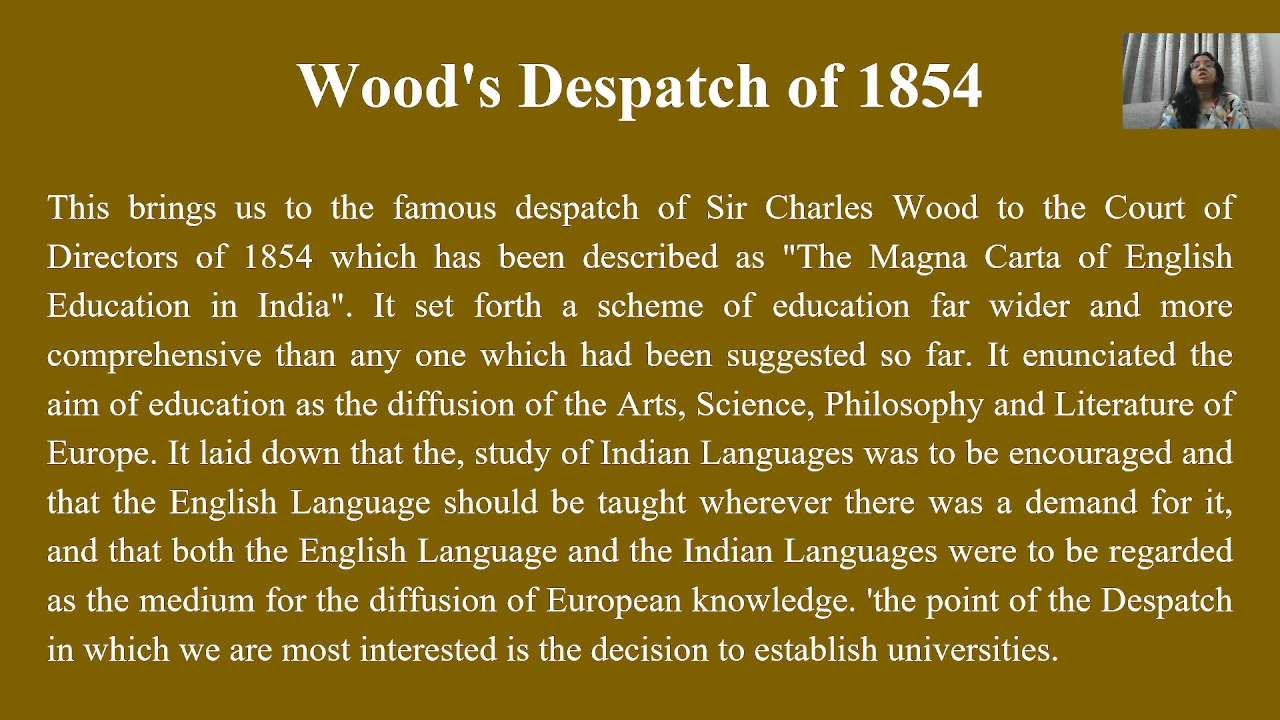 Wood's Despatch of 1854
This brings us to the famous despatch of Sir Charles Wood to the Court of
Directors of 1854 which has been described as "The Magna Carta of English
Education in India". It set forth a scheme of education far wider and more
comprehensive than any one which had been suggested so far. It enunciated the
aim of education as the diffusion of the Arts, Science, Philosophy and Literature of
Europe. It laid down that the, study of Indian Languages was to be encouraged and
that the English Language should be taught wherever there was a demand for it,
and that both the English Language and the Indian Languages were to be regarded
as the medium for the diffusion of European knowledge. 'the point of the Despatch
in which we are most interested is the decision to establish universities.